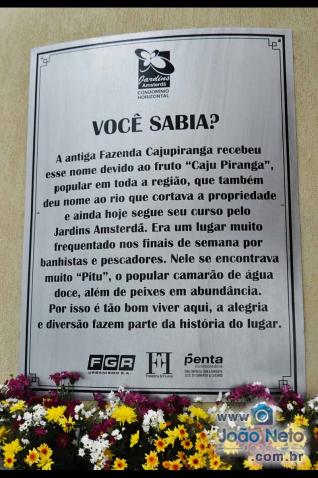 Jardins
Amsterdã
CONDOMÍNIO
HORIZONTAL
VOCÊ SABIA?
A antiga Fazenda Cajupiranga recebeu
esse nome devido ao fruto “Caju Piranga”,
popular em toda a região, que também
deu nome ao rio que cortava a propriedade
e ainda hoje segue seu curso pelo
Jardins Amsterdã. Era um lugar muito
frequentado nos finais de semana por
banhistas e pescadores. Nele se encontrava
muito “Pitu”, o popular camarão de água
doce, além de peixes em abundância.
Por isso é tão bom viver aqui, a alegria
e diversão fazem parte da história do lugar.
FGR
URBANISMO S.A.
penta
www
João Neto
.com.br